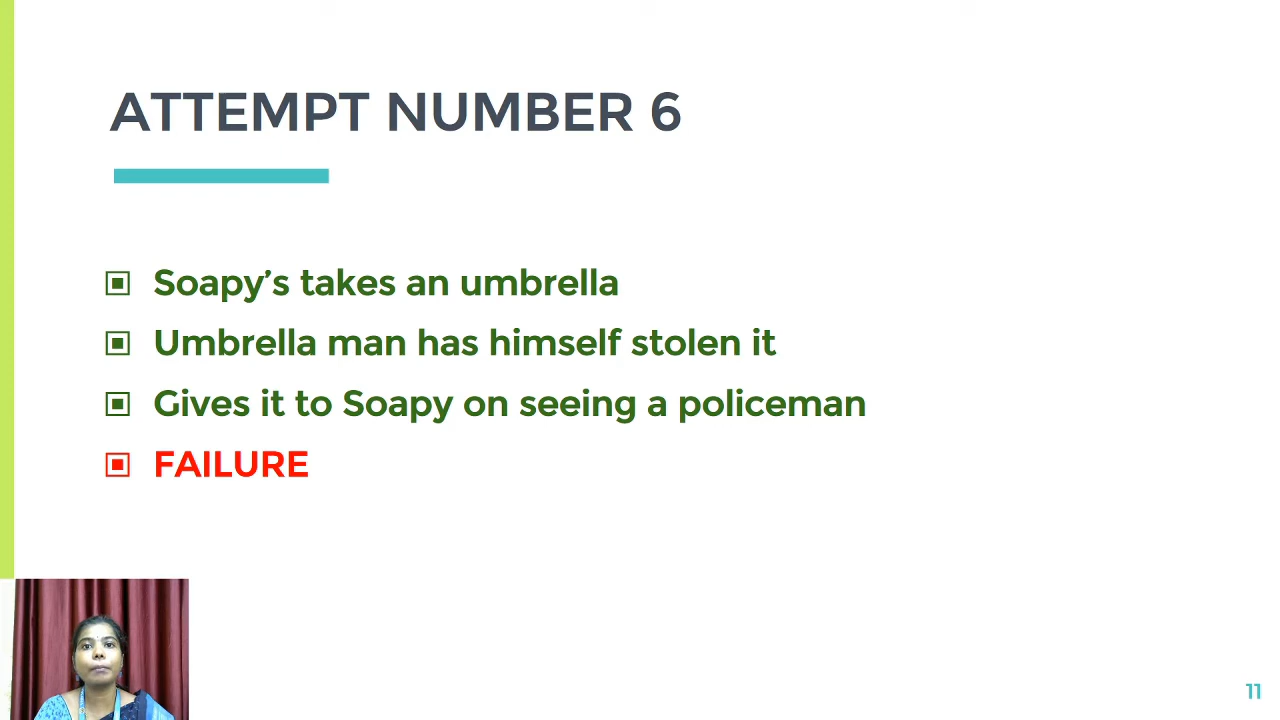 ATTEMPT NUMBER 6
Soapy’s takes an umbrella
Umbrella man has himself stolen it
Gives it to Soapy on seeing a policeman
FAILURE
11